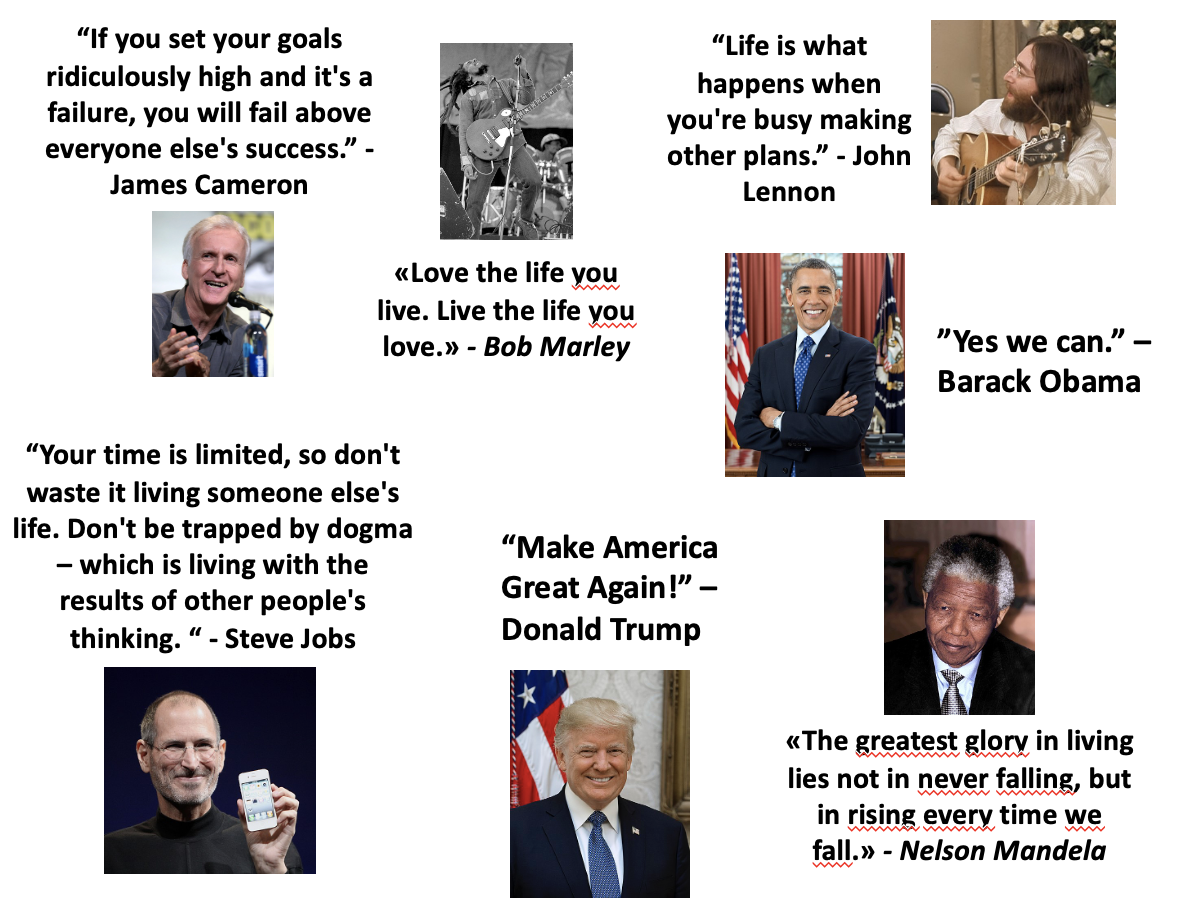 “If you set your goals
ridiculously high and it's a
failure, you will fail above
everyone else's success.” -
James Cameron
«Love the life you
live. Live the life you
love.» - Bob Marley
“Life is what
happens when
you're busy making
other plans.” - John
Lennon
”Yes we can.” –
Barack Obama
“Your time is limited, so don't
waste it living someone else's
life. Don't be trapped by dogma
– which is living with the
results of other people's
thinking. “ - Steve Jobs
“Make America
Great Again!” –
Donald Trump
«The greatest glory in living
lies not in never falling, but
in rising every time we
fall.» - Nelson Mandela